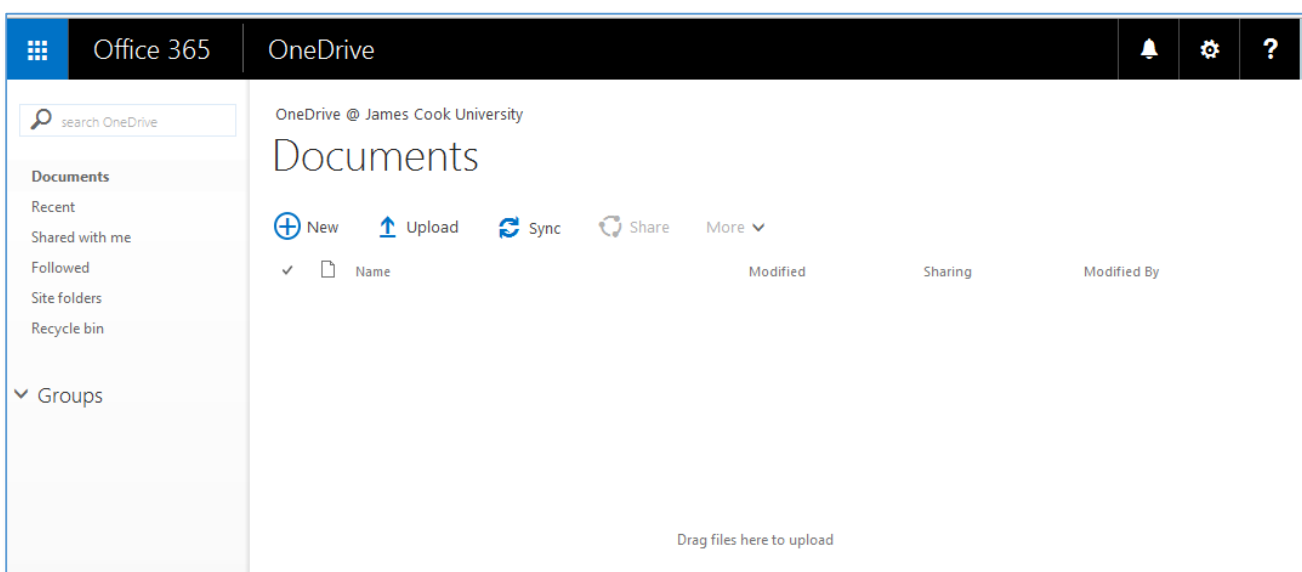 Office 365 OneDrive ?
search OneDrive
Documents
Recent
Shared with me
Followed
Site folders
Recycle bin
Groups
OneDrive @ James Cook University
Documents
New Upload Sync Share More
Name Modified Sharing Modified By
Drag files here to upload